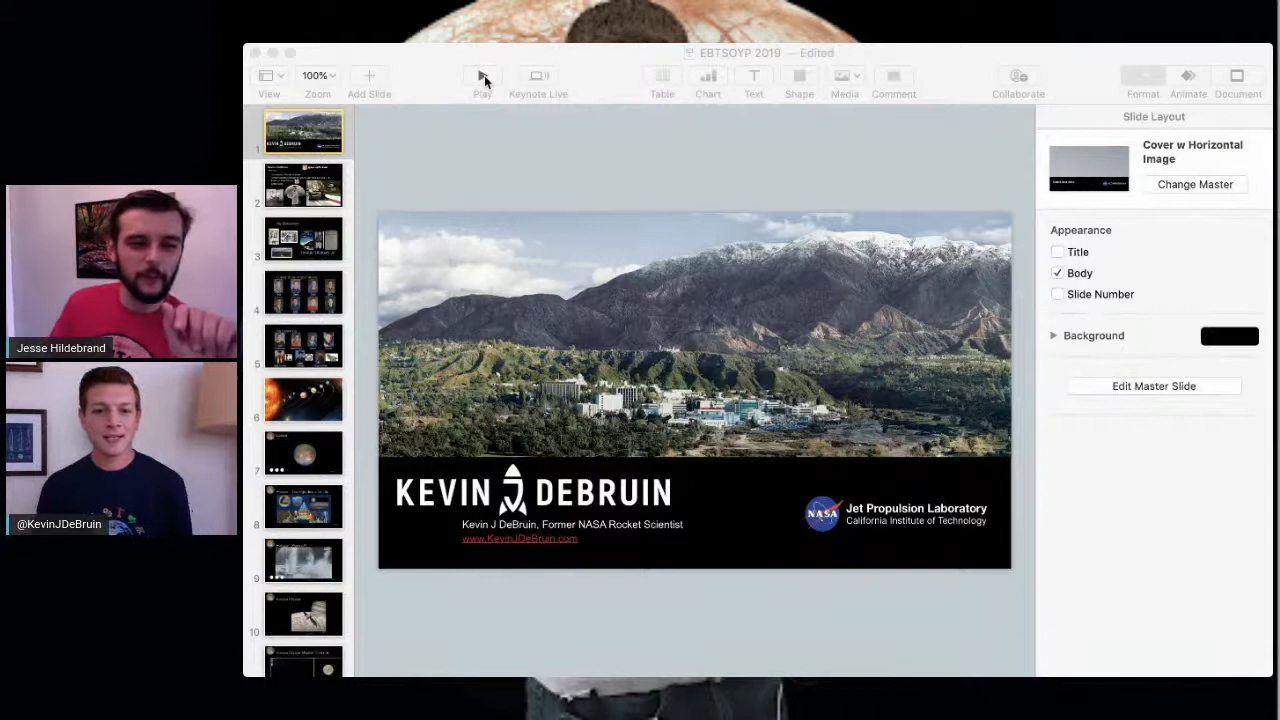 EBTSOYP 2019 — Edited
100%
View
Zoom
Add Slide
Play
Keynote Live
Table
Chart
Text
Shape
Media
Comment
Collaborate
Format
Animate
Document
Slide Layout
Cover w Horizontal
Image
Change Master
Appearance
Title
Body
Slide Number
Background
Edit Master Slide
1
2
3
4
5
6
7
8
9
10
KEVIN DEBRUIN
Kevin J DeBruin, Former NASA Rocket Scientist
www.KevinJDeBruin.com
NASA
Jet Propulsion Laboratory
California Institute of Technology
Jesse Hildebrand
@KevinJDeBruin